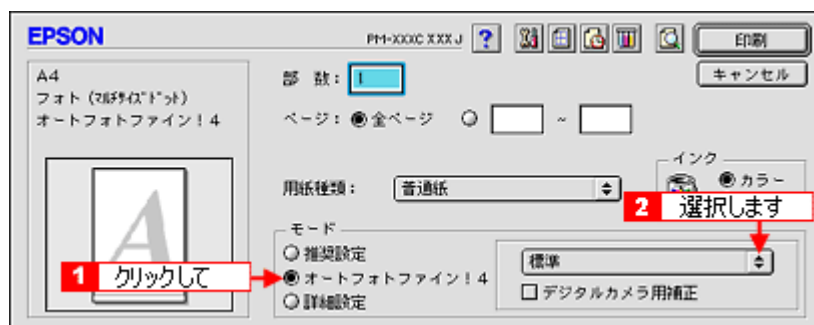 EPSON
PM-XXXC XXX J
?
印刷
キャンセル
A4
フォト (マルチサイズドット)
オートフォトファイン!4
A
部 数: 1
ページ: 全ページ ~
用紙種類: 普通紙
インク
カラー
2 選択します
モード
推奨設定
オートフォトファイン!4
詳細設定
1 クリックして
標準
デジタルカメラ用補正